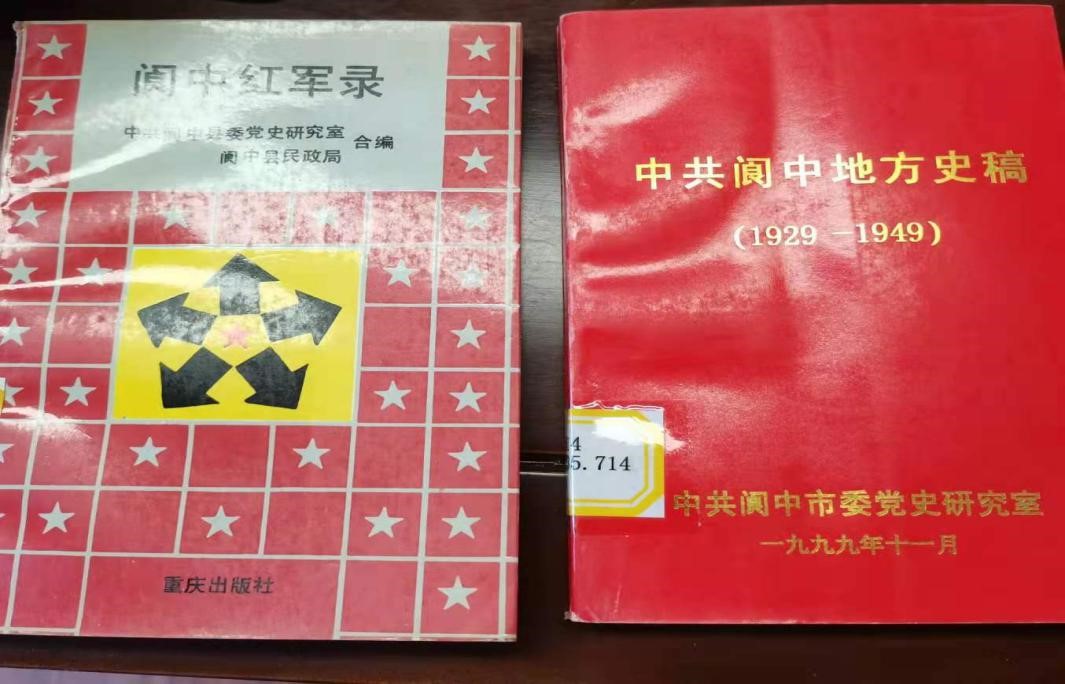 阆中红军录
中共阆中县委党史研究室
阆中县民政局
合编
重庆出版社
中共阆中地方史稿
（1929－1949）
4
5.714
中共阆中市委党史研究室
一九九九年十一月